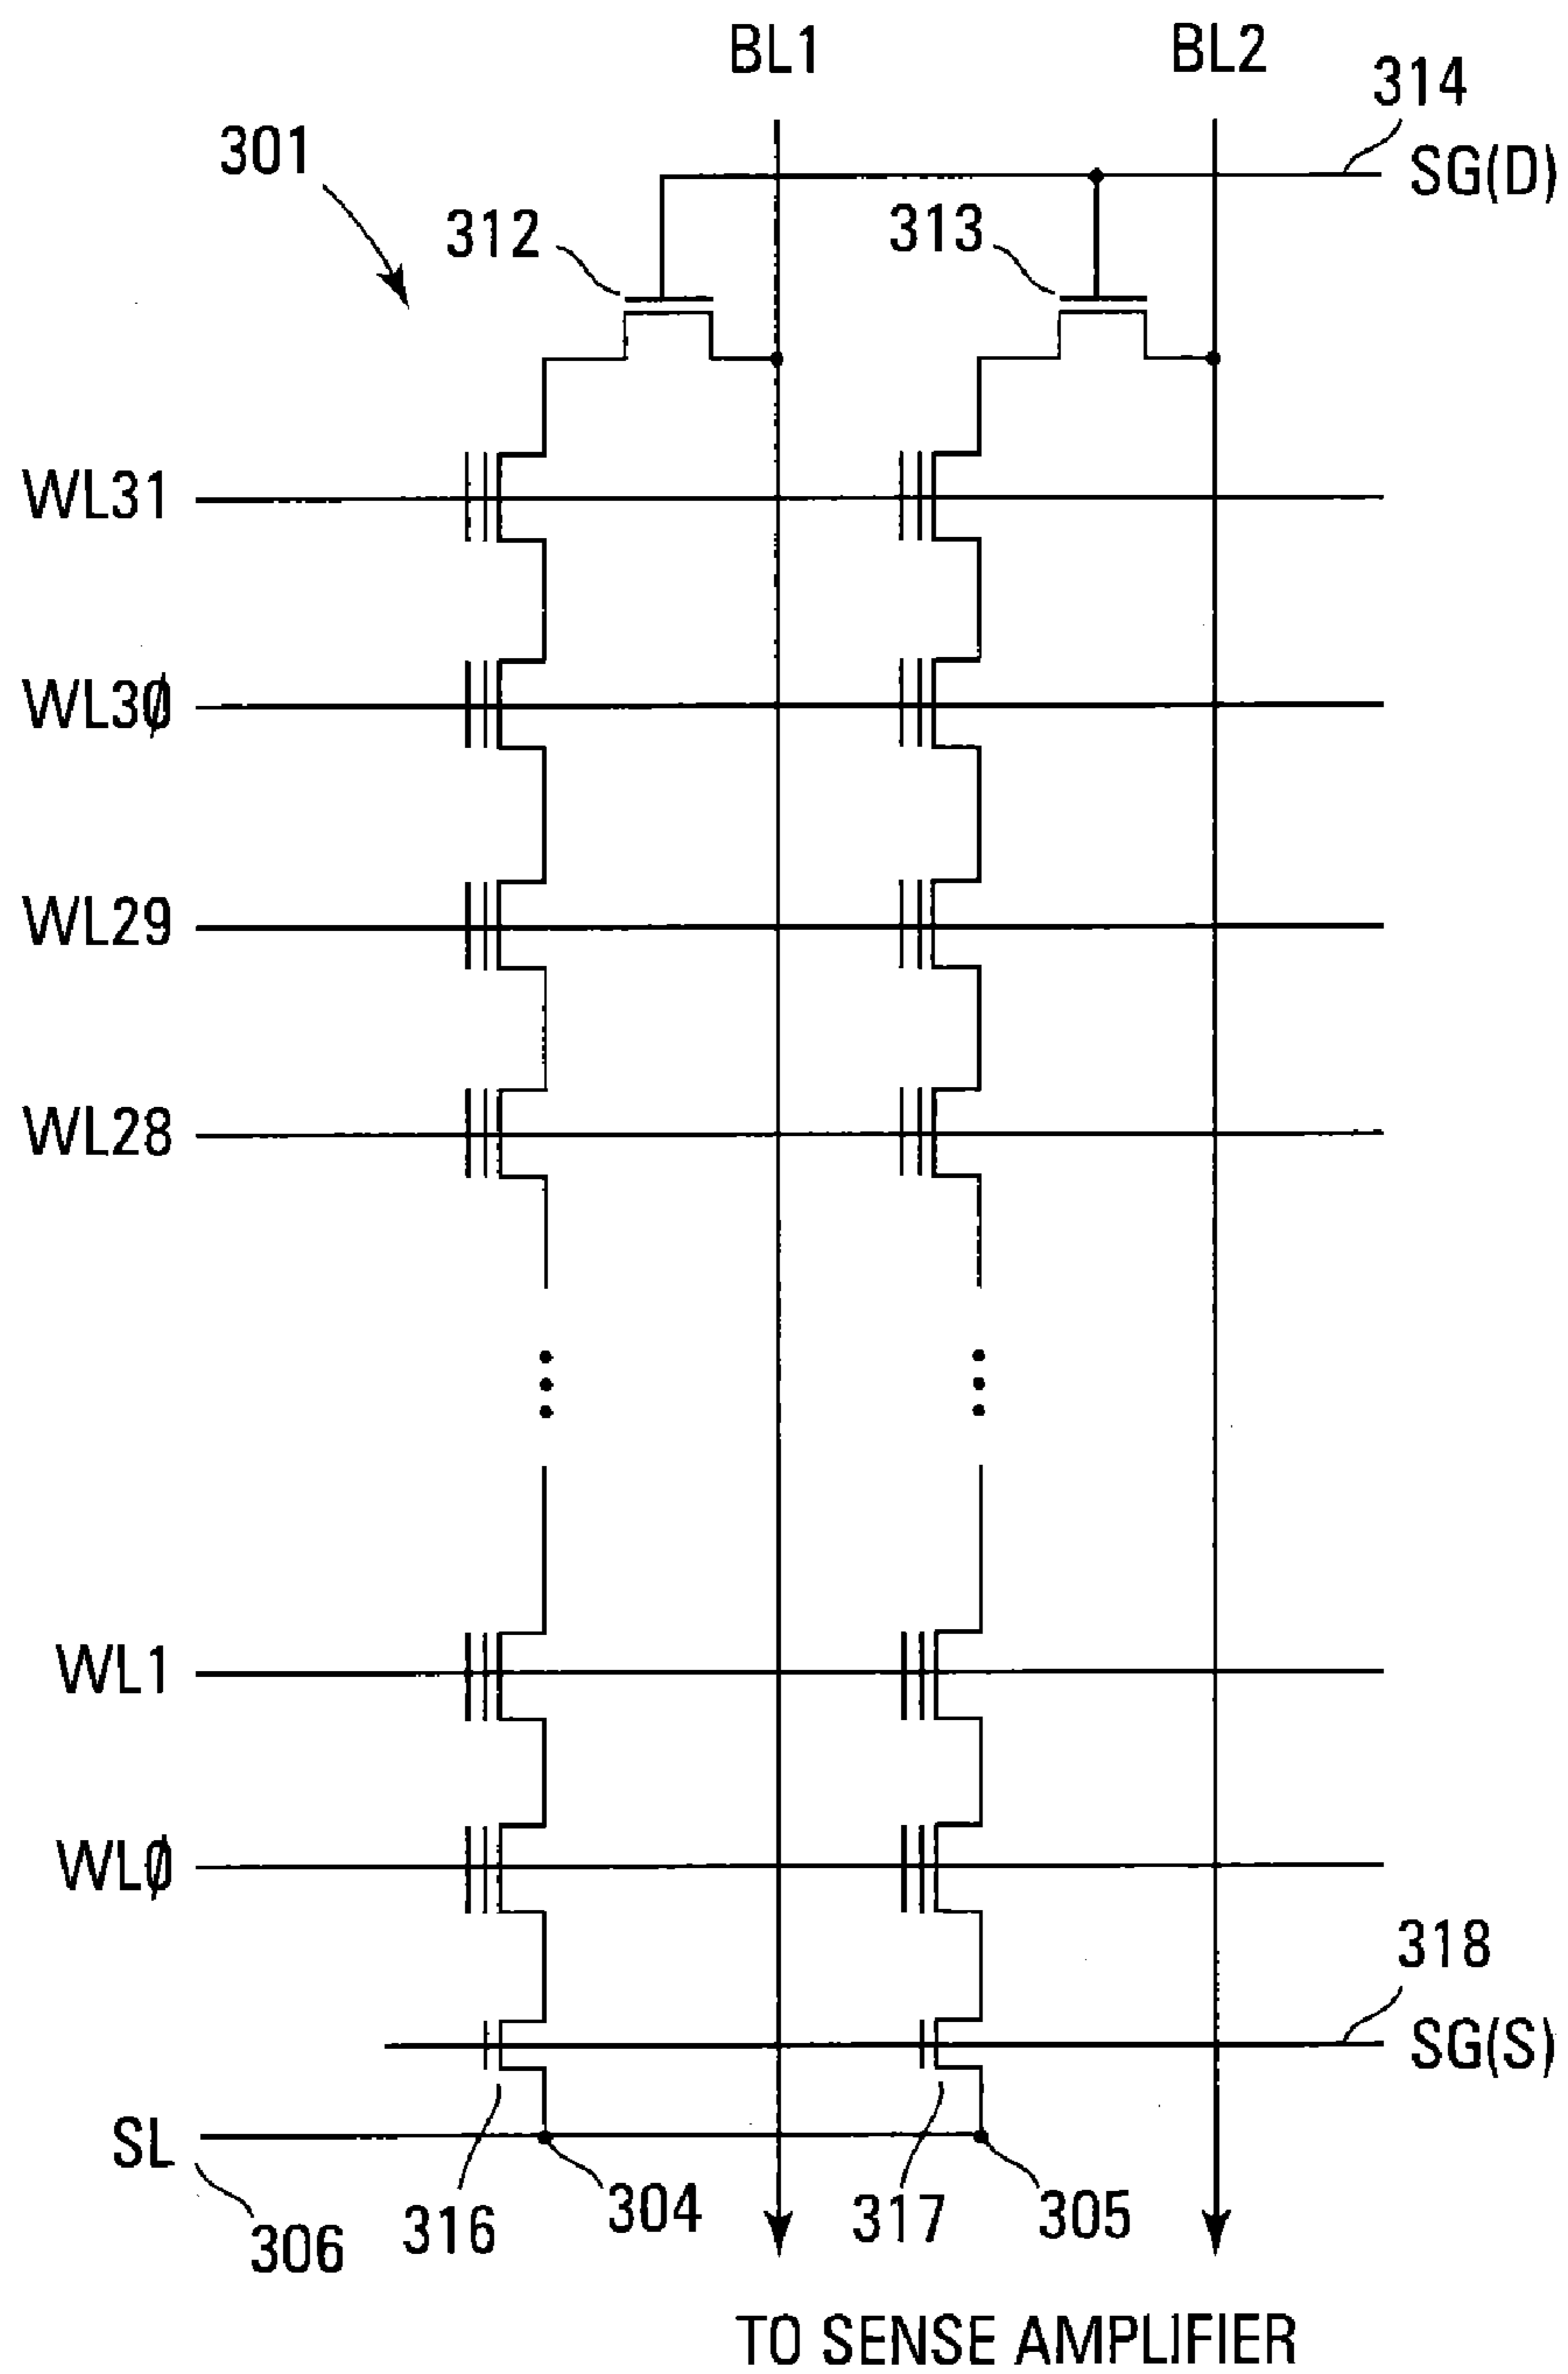 BL1
BL2
314
SG(D)
301
312
313
WL31
WL3Ø
WL29
WL28
WL1
WLØ
318
SG(S)
SL
304
305
316
317
306
TO SENSE AMPLIFIER